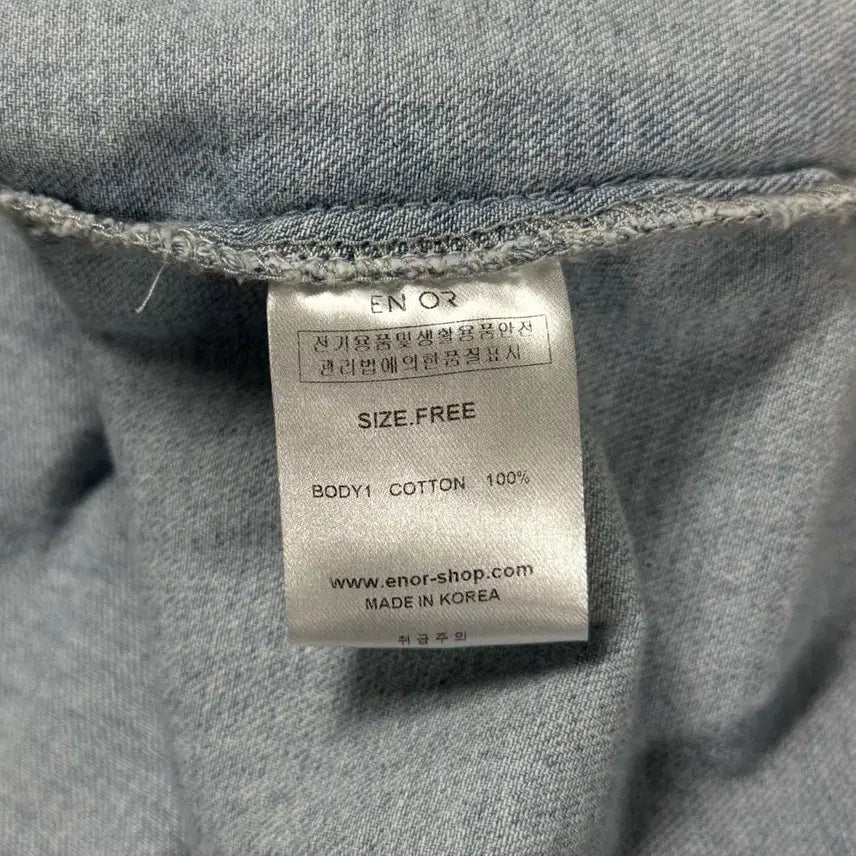 EN OR
전기용품및생활용품안전
관리법에의한품질표시
SIZE.FREE
BODY1 COTTON 100%
www.enor-shop.com
MADE IN KOREA
취급주의